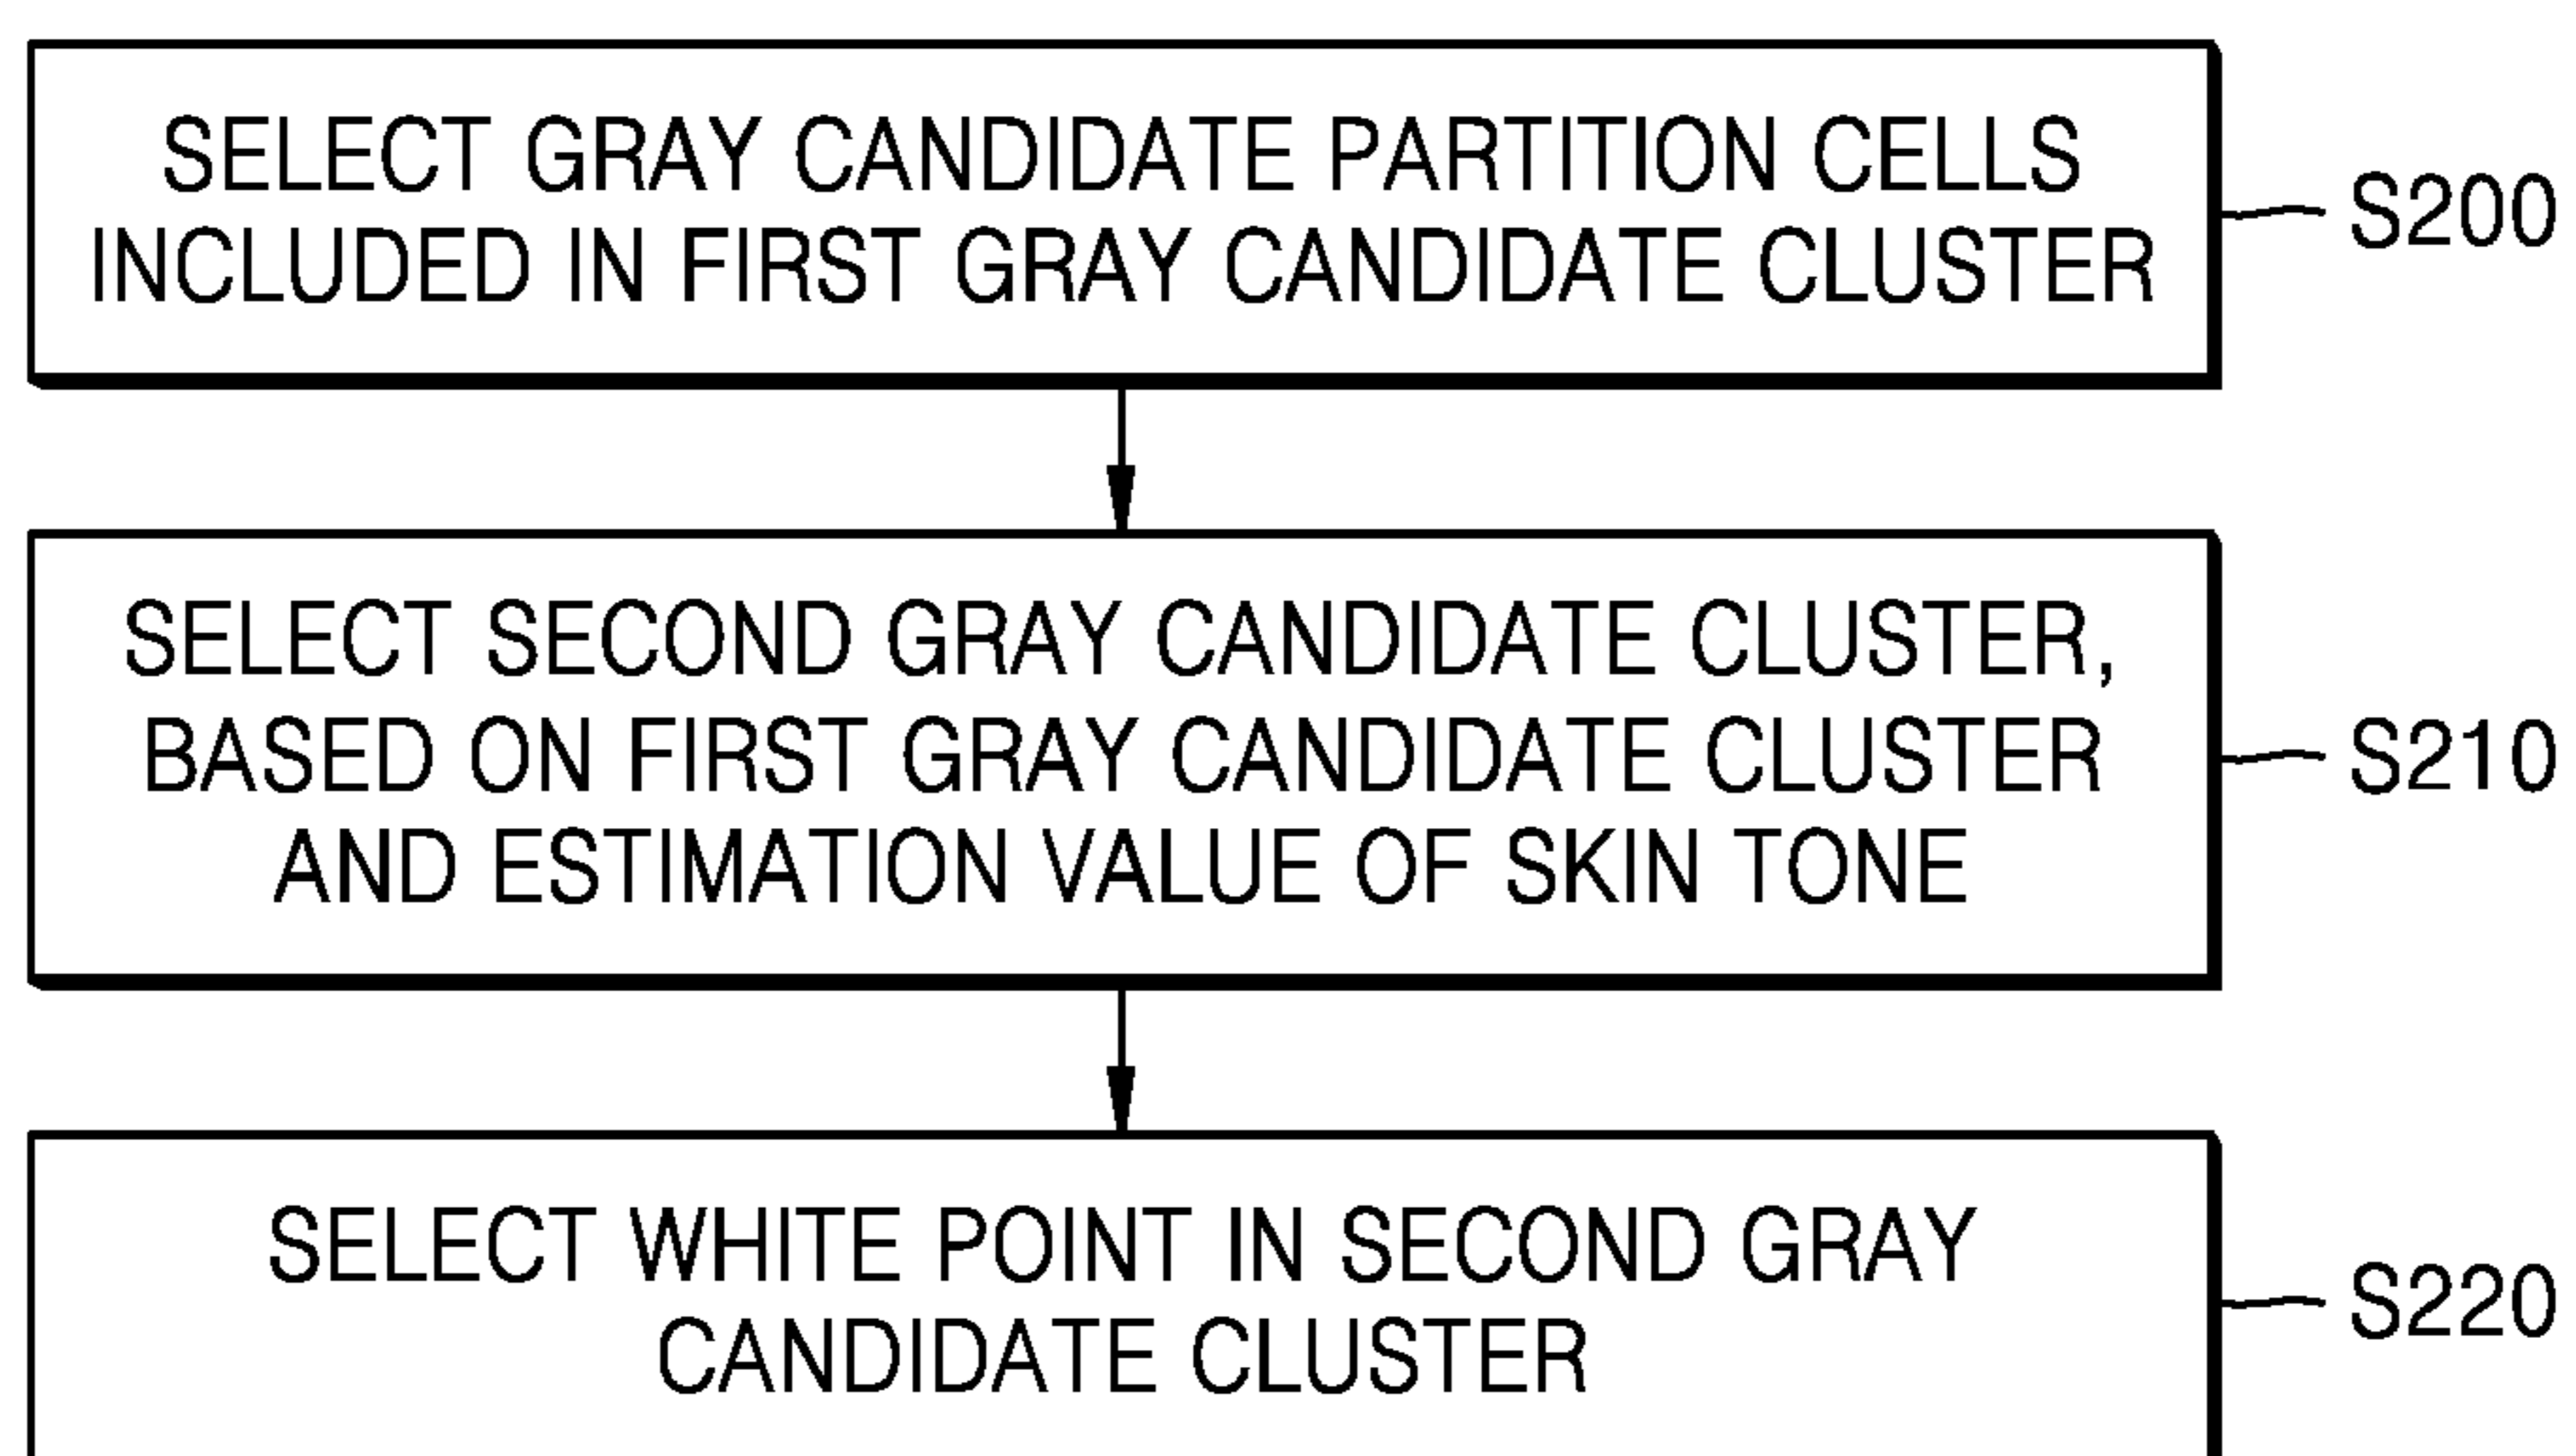 SELECT GRAY CANDIDATE PARTITION CELLS
INCLUDED IN FIRST GRAY CANDIDATE CLUSTER
S200
SELECT SECOND GRAY CANDIDATE CLUSTER,
BASED ON FIRST GRAY CANDIDATE CLUSTER
AND ESTIMATION VALUE OF SKIN TONE
S210
SELECT WHITE POINT IN SECOND GRAY
CANDIDATE CLUSTER
S220